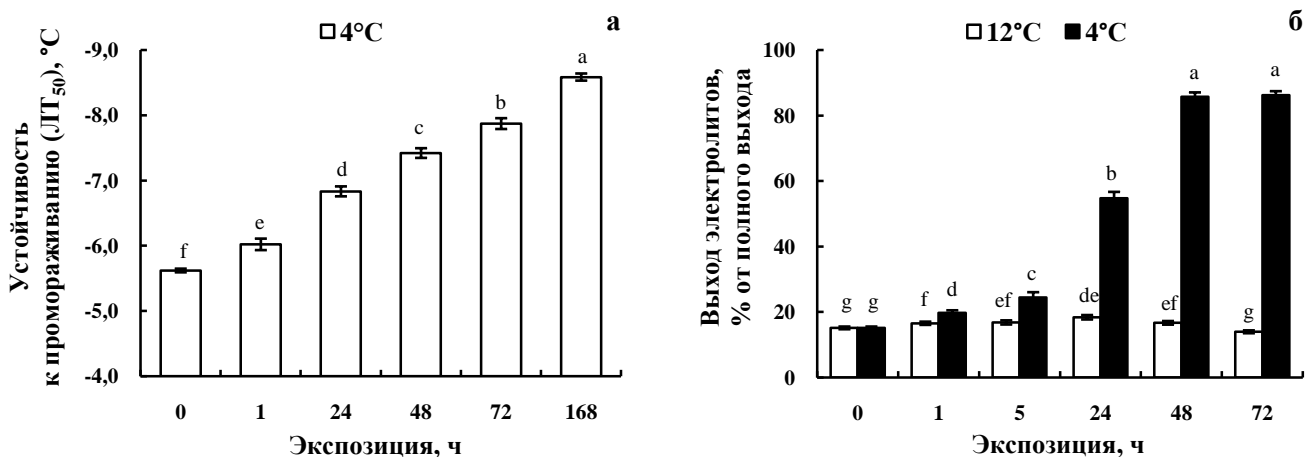 4°C
а
Устойчивость
к промораживанию (ЛТ50), °С
-9,0
-8,0
-7,0
-6,0
-5,0
-4,0
f
e
d
c
b
a
0 1 24 48 72 168
Экспозиция, ч
12°C 4°C
б
Выход электролитов,
% от полного выхода
100
80
60
40
20
0
g g f d ef c de b ef a g a
0 1 5 24 48 72
Экспозиция, ч